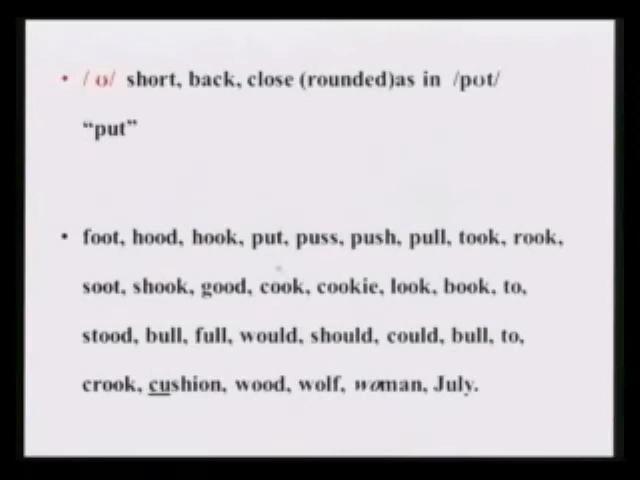 • / ʊ/ short, back, close (rounded)as in /pʊt/
“put”
• foot, hood, hook, put, puss, push, pull, took, rook,
soot, shook, good, cook, cookie, look, book, to,
stood, bull, full, would, should, could, bull, to,
crook, cushion, wood, wolf, woman, July.